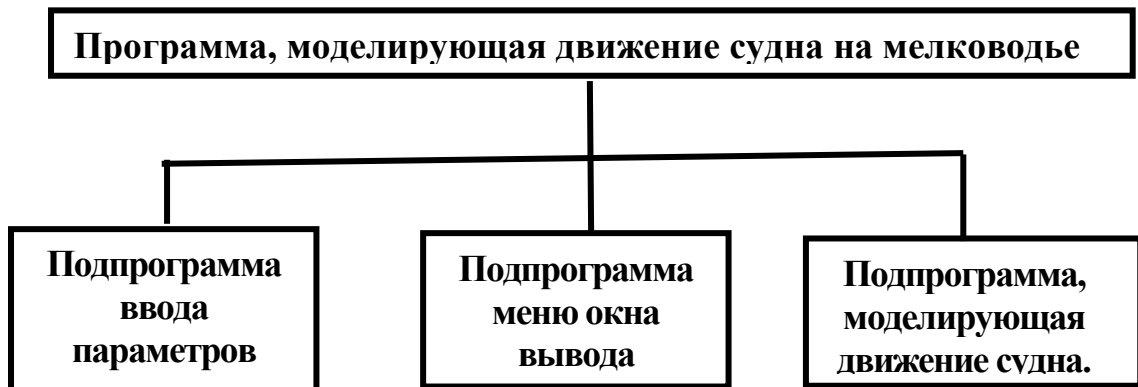 Программа, моделирующая движение судна на мелководье
Подпрограмма
ввода
параметров
Подпрограмма
меню окна
вывода
Подпрограмма,
моделирующая
движение судна.